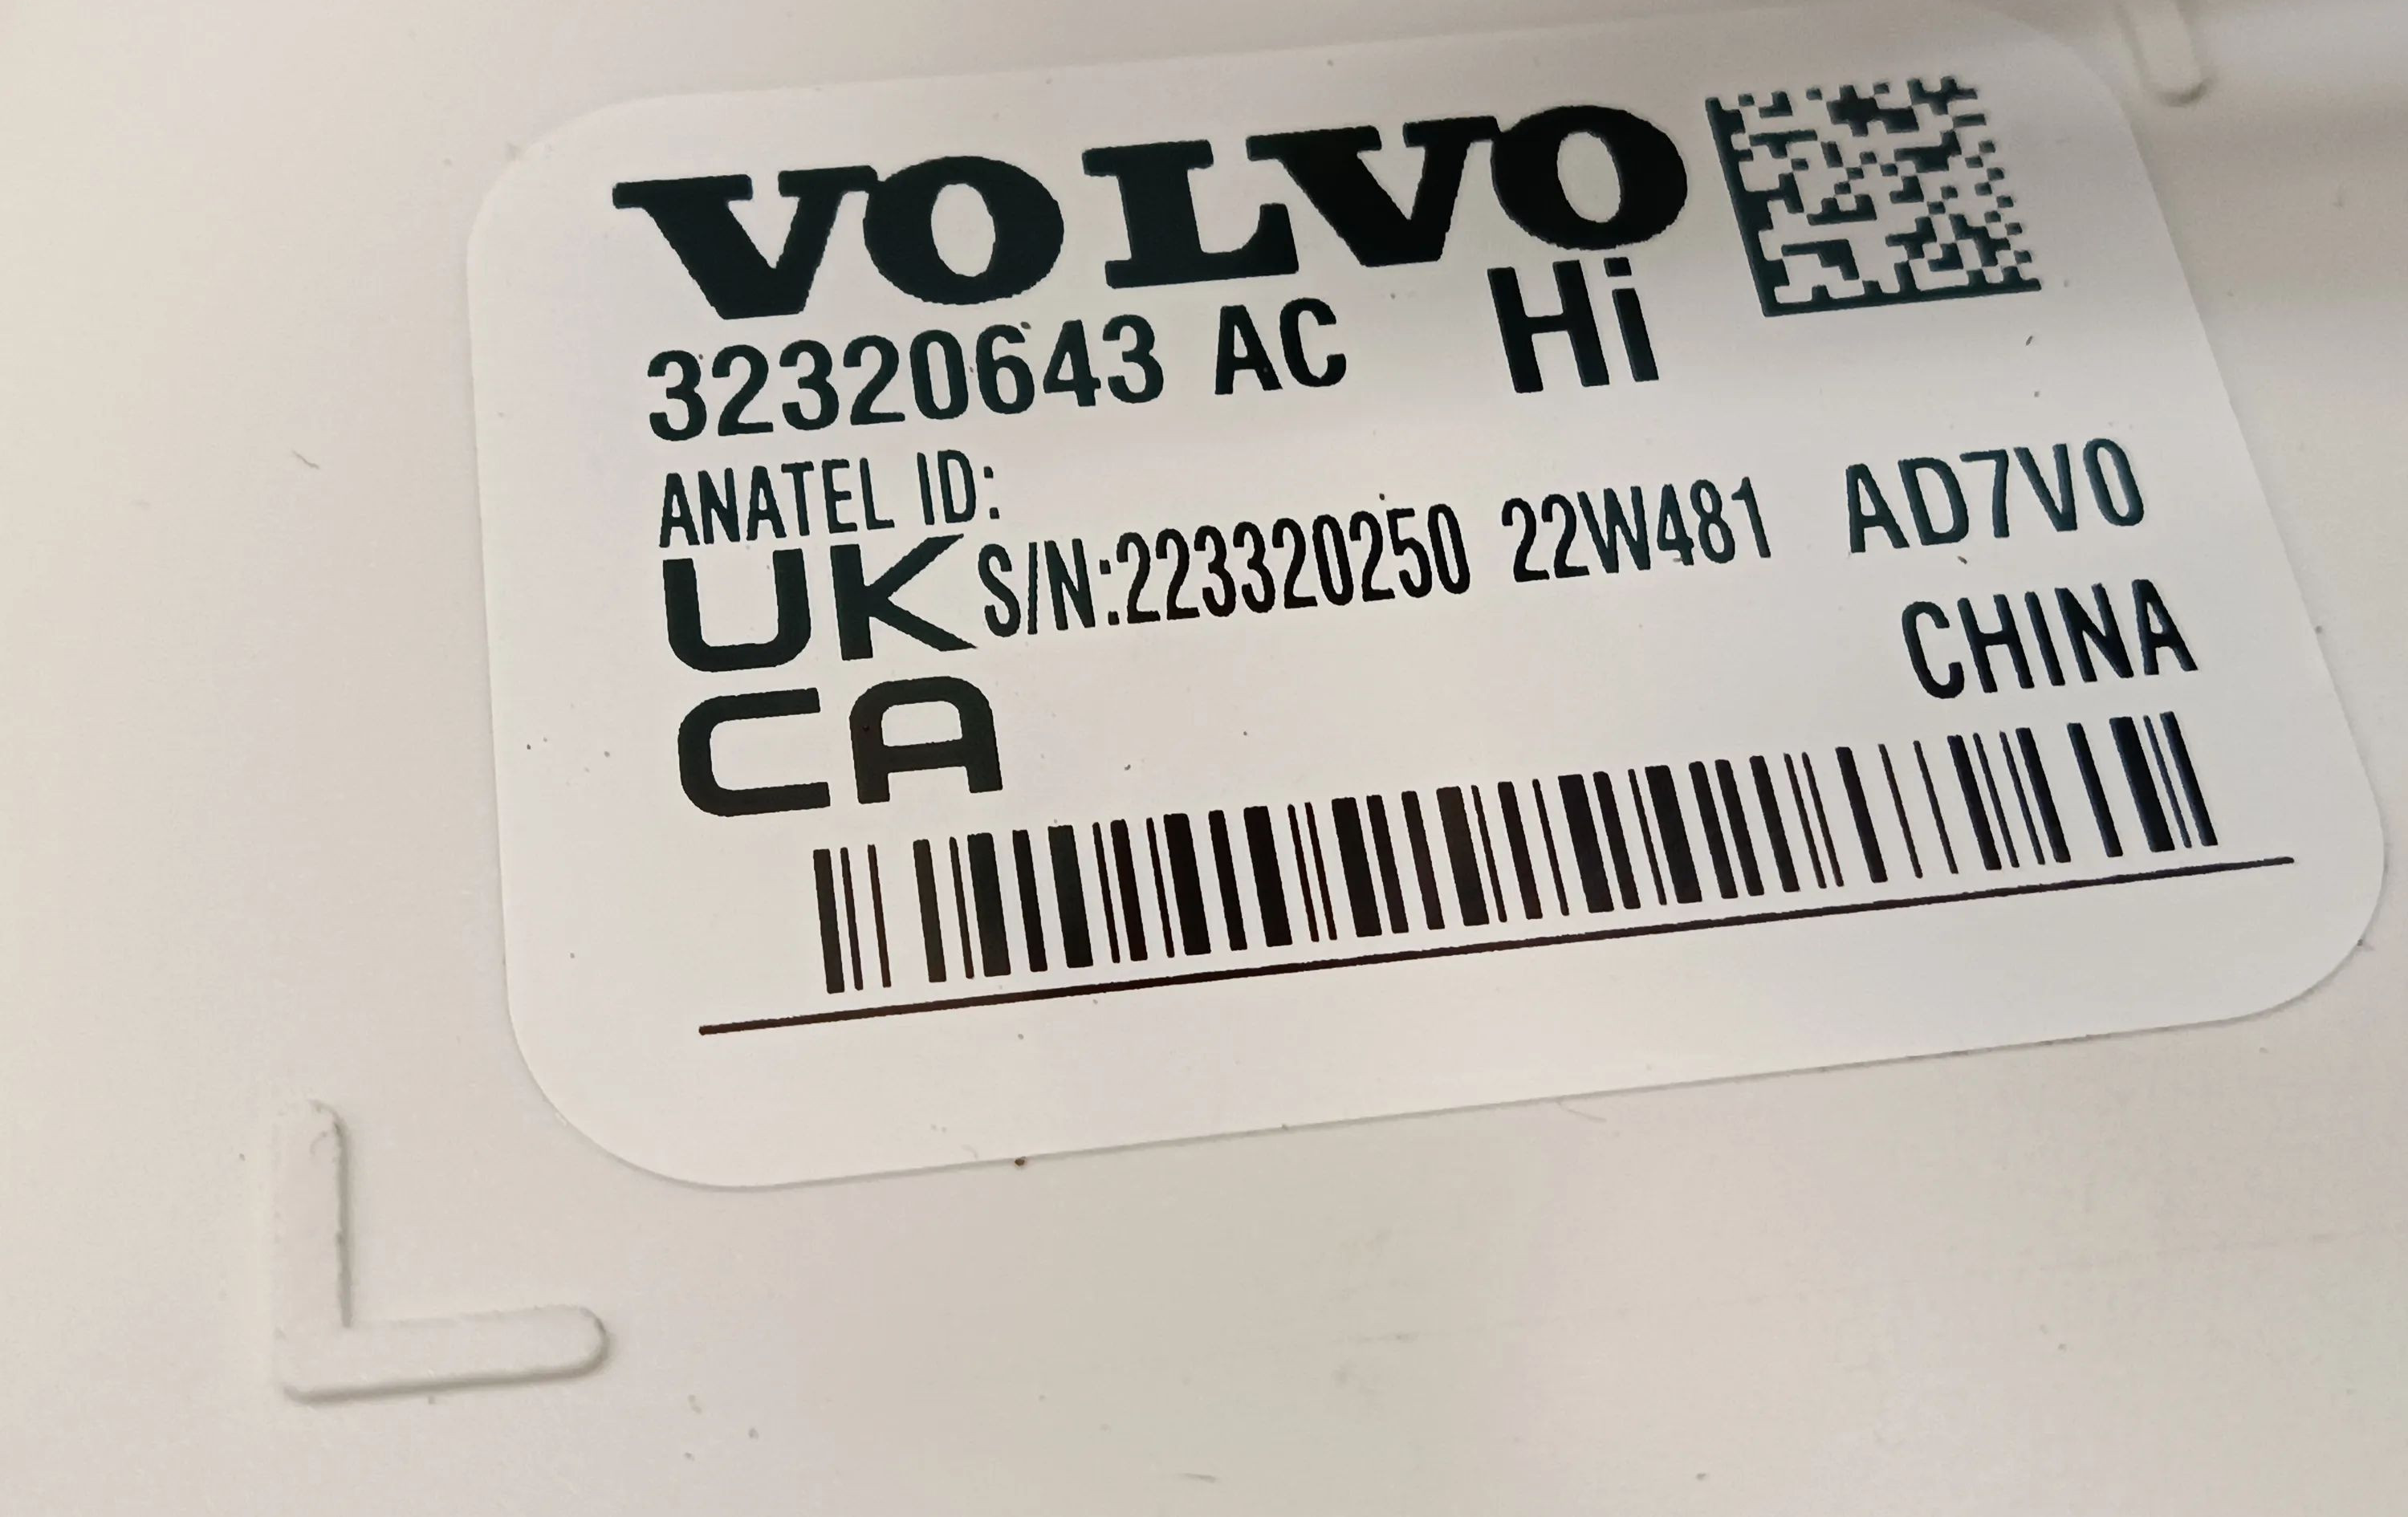 VOLVO
32320643 AC Hi
ANATEL ID:
S/N:223320250 22W481 AD7V0
UK
CA
CHINA